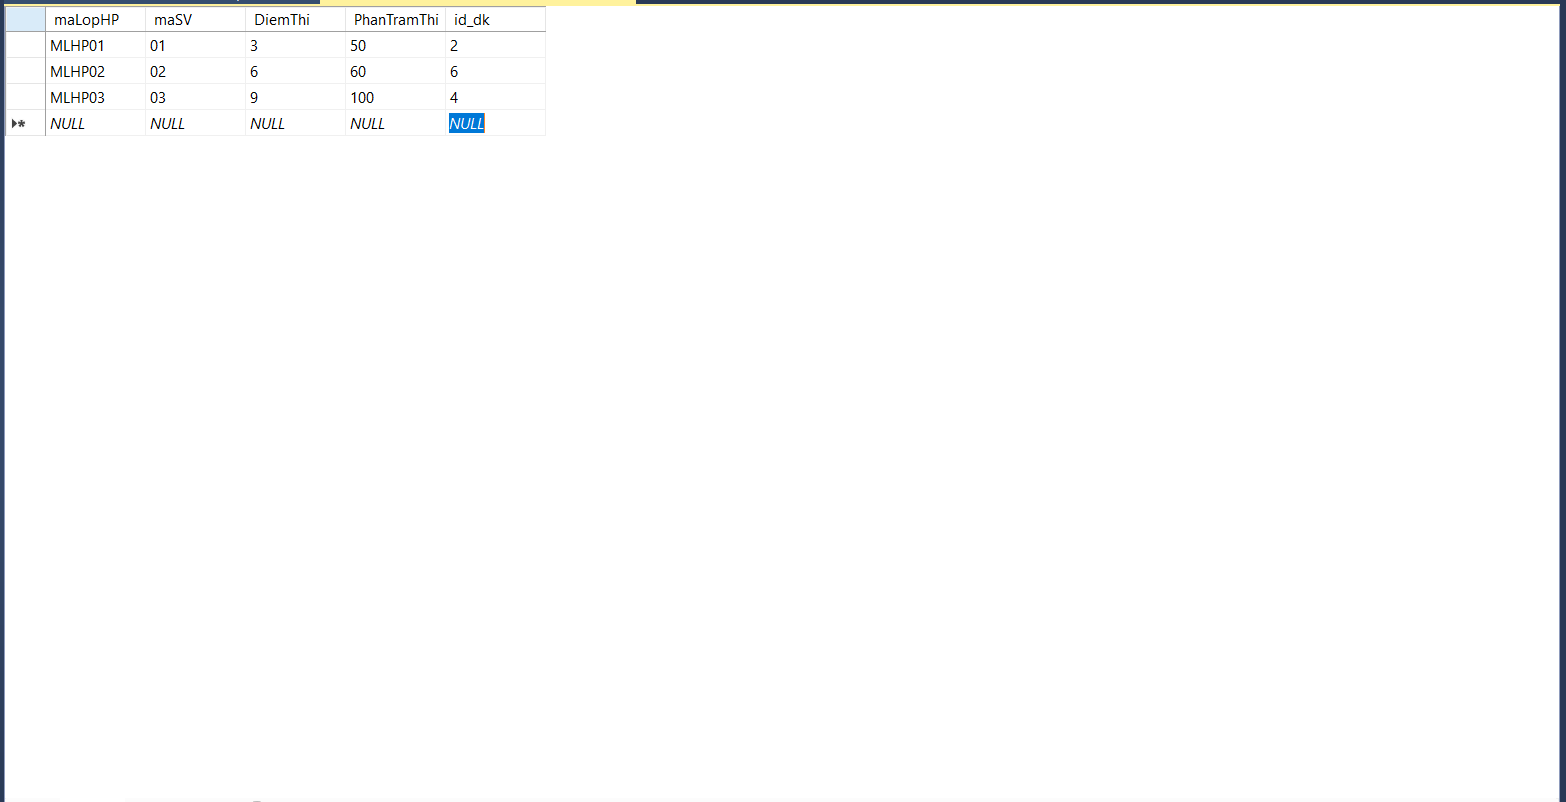 maLopHP maSV DiemThi PhanTramThi id_dk
MLHP01 01 3 50 2
MLHP02 02 6 60 6
MLHP03 03 9 100 4
NULL NULL NULL NULL NULL